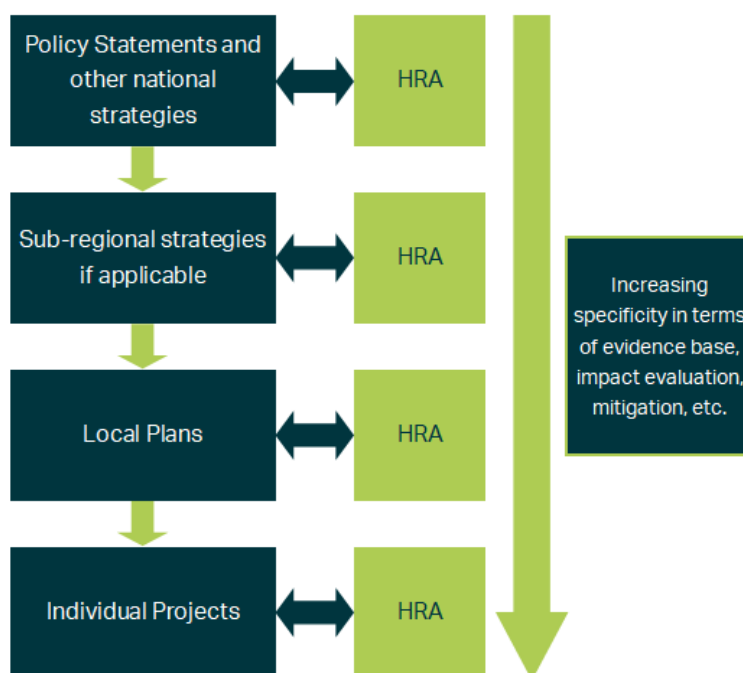 Policy Statements and
other national
strategies
HRA
Sub-regional strategies
if applicable
HRA
Increasing
specificity in terms
of evidence base,
impact evaluation,
mitigation, etc.
Local Plans
HRA
Individual Projects
HRA